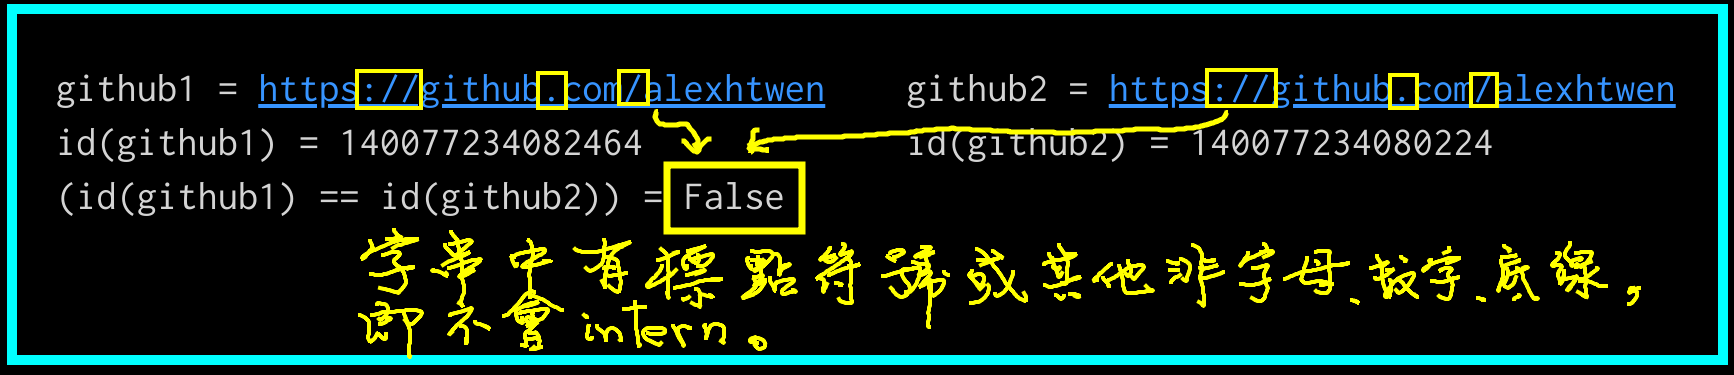 github1 = https://github.com/alexhtwen github2 = https://github.com/alexhtwen
id(github1) = 140077234082464 id(github2) = 140077234080224
(id(github1) == id(github2)) = False
字串中有標點符號或其他非字母、數字、底線,
即不會intern。